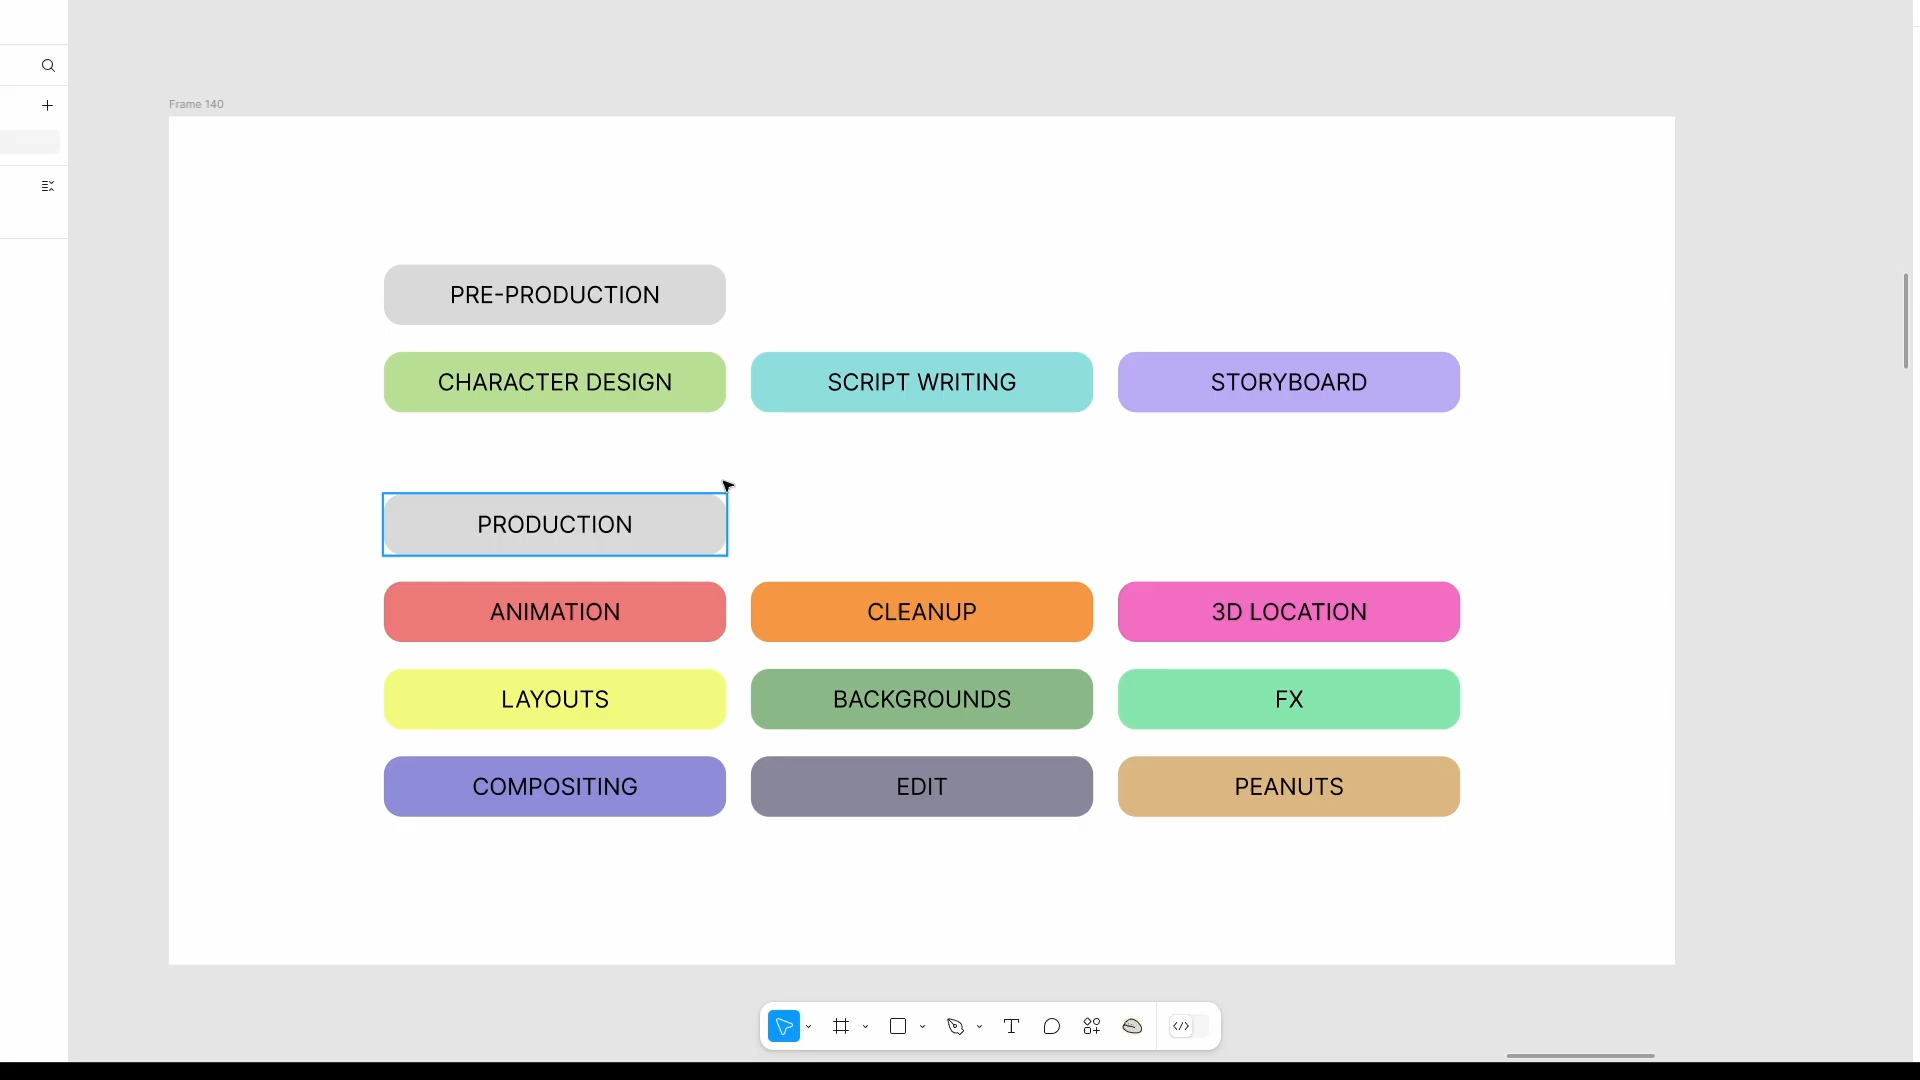 Frame 140
PRE-PRODUCTION
CHARACTER DESIGN
SCRIPT WRITING
STORYBOARD
PRODUCTION
ANIMATION
CLEANUP
3D LOCATION
LAYOUTS
BACKGROUNDS
FX
COMPOSITING
EDIT
PEANUTS